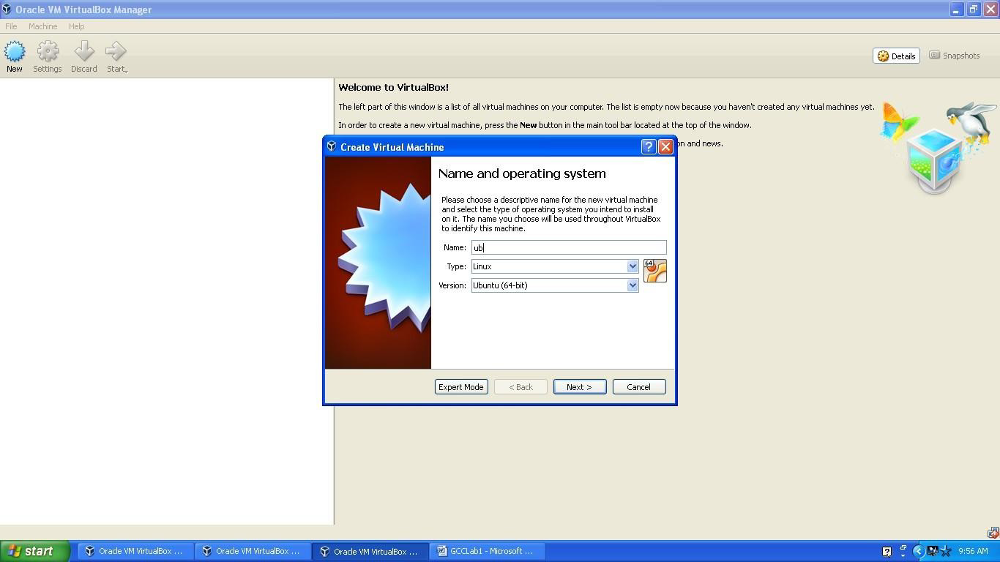 Oracle VM VirtualBox Manager
File Machine Help
New Settings Discard Start
Details Snapshots
Welcome to VirtualBox!
The left part of this window is a list of all virtual machines on your computer. The list is empty now because you haven't created any virtual machines yet.
In order to create a new virtual machine, press the New button in the main tool bar located at the top of the window.
on and news.
Create Virtual Machine
Name and operating system
Please choose a descriptive name for the new virtual machine
and select the type of operating system you intend to install
on it. The name you choose will be used throughout VirtualBox
to identify this machine.
Name: ub
Type: Linux
64
Version: Ubuntu (64-bit)
Expert Mode < Back Next > Cancel
start Oracle VM VirtualBox ... Oracle VM VirtualBox ... Oracle VM VirtualBox ... GCCLab1 - Microsoft ... 9:56 AM